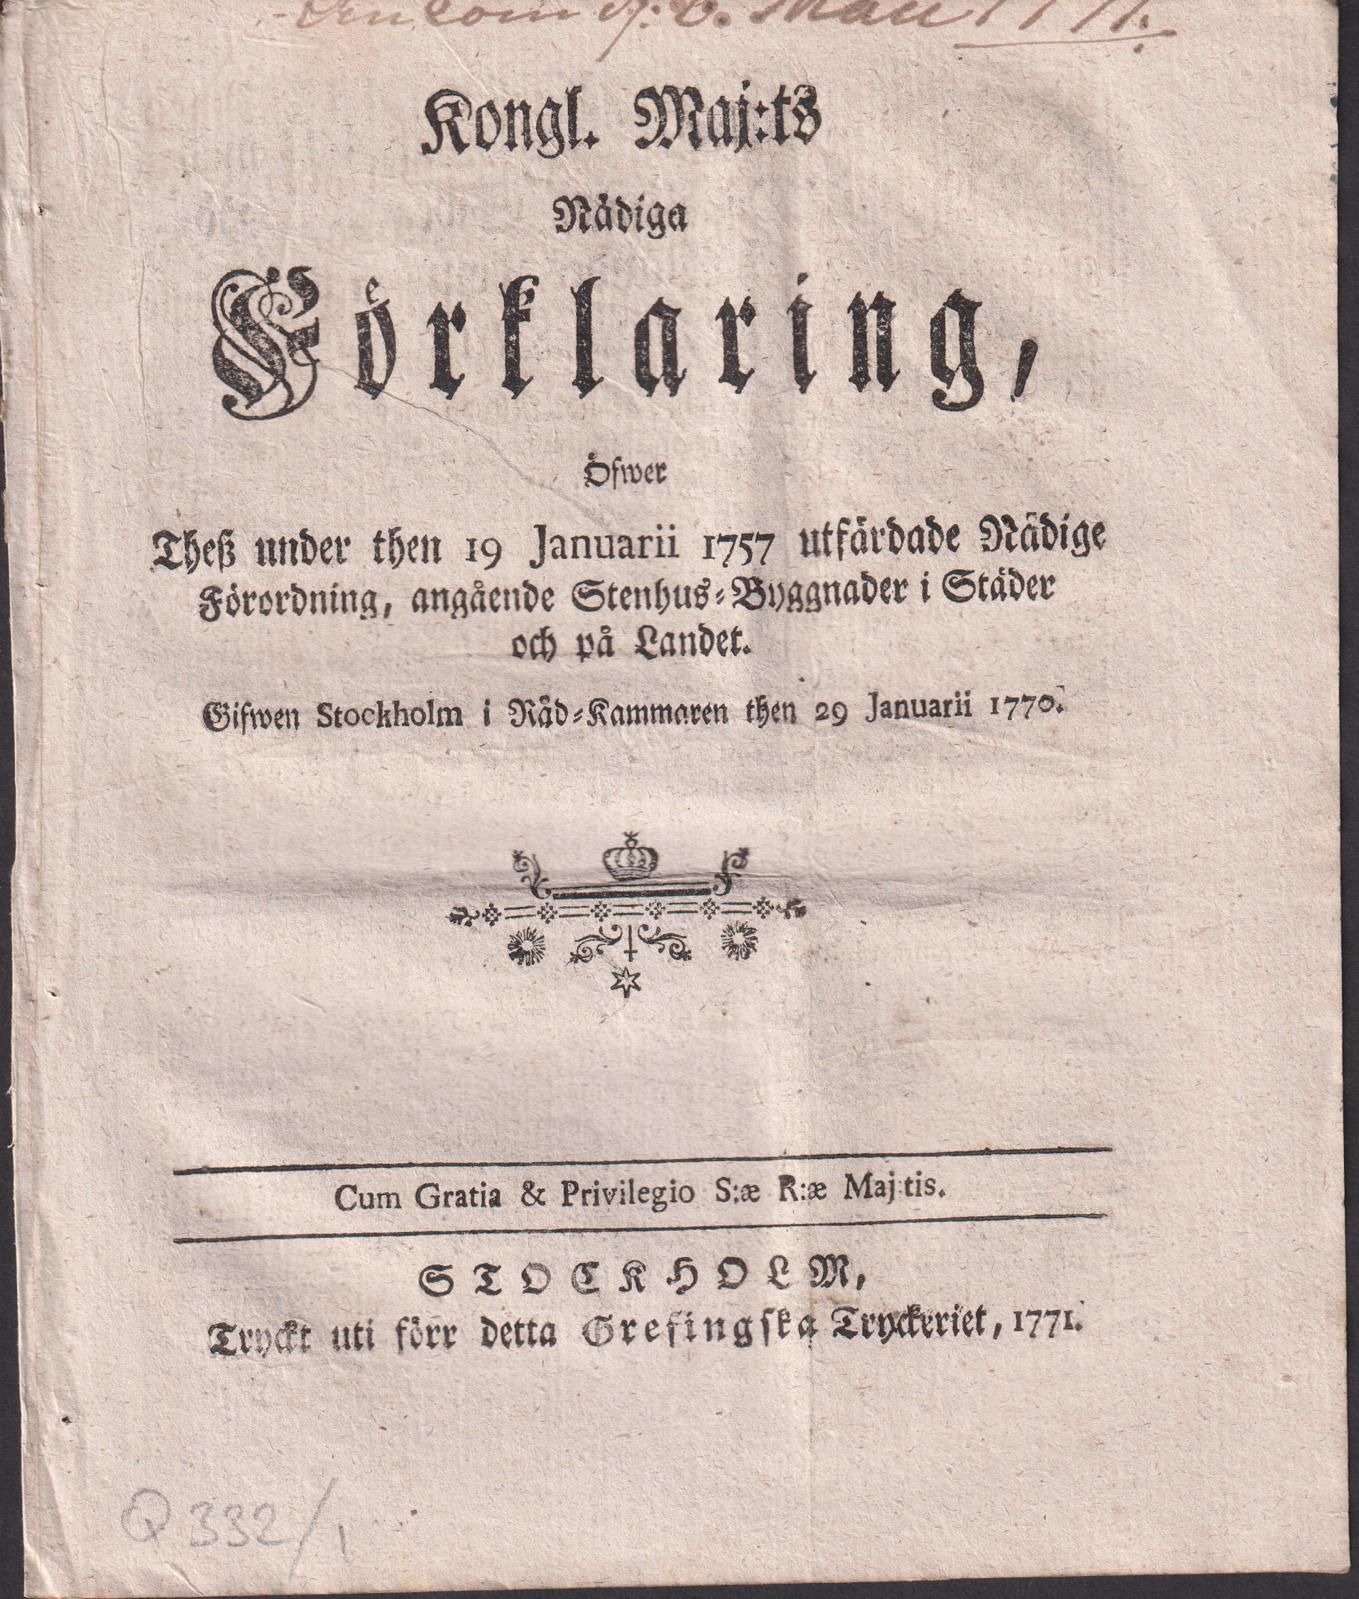 Kongl. Maj:ts
Nådiga
Förklaring,
Öfwer
Theß under then 19 Januarii 1757 utfärdade Nådige
Förordning, angående Stenhus-Byggnader i Städer
och på Landet.
Gifwen Stockholm i Råd-Kammaren then 29 Januarii 1770.
Cum Gratia & Privilegio S:æ R:æ Maj:tis.
STOCKHOLM,
Tryckt uti förr detta Grefingska Tryckeriet, 1771.
Q 332/1